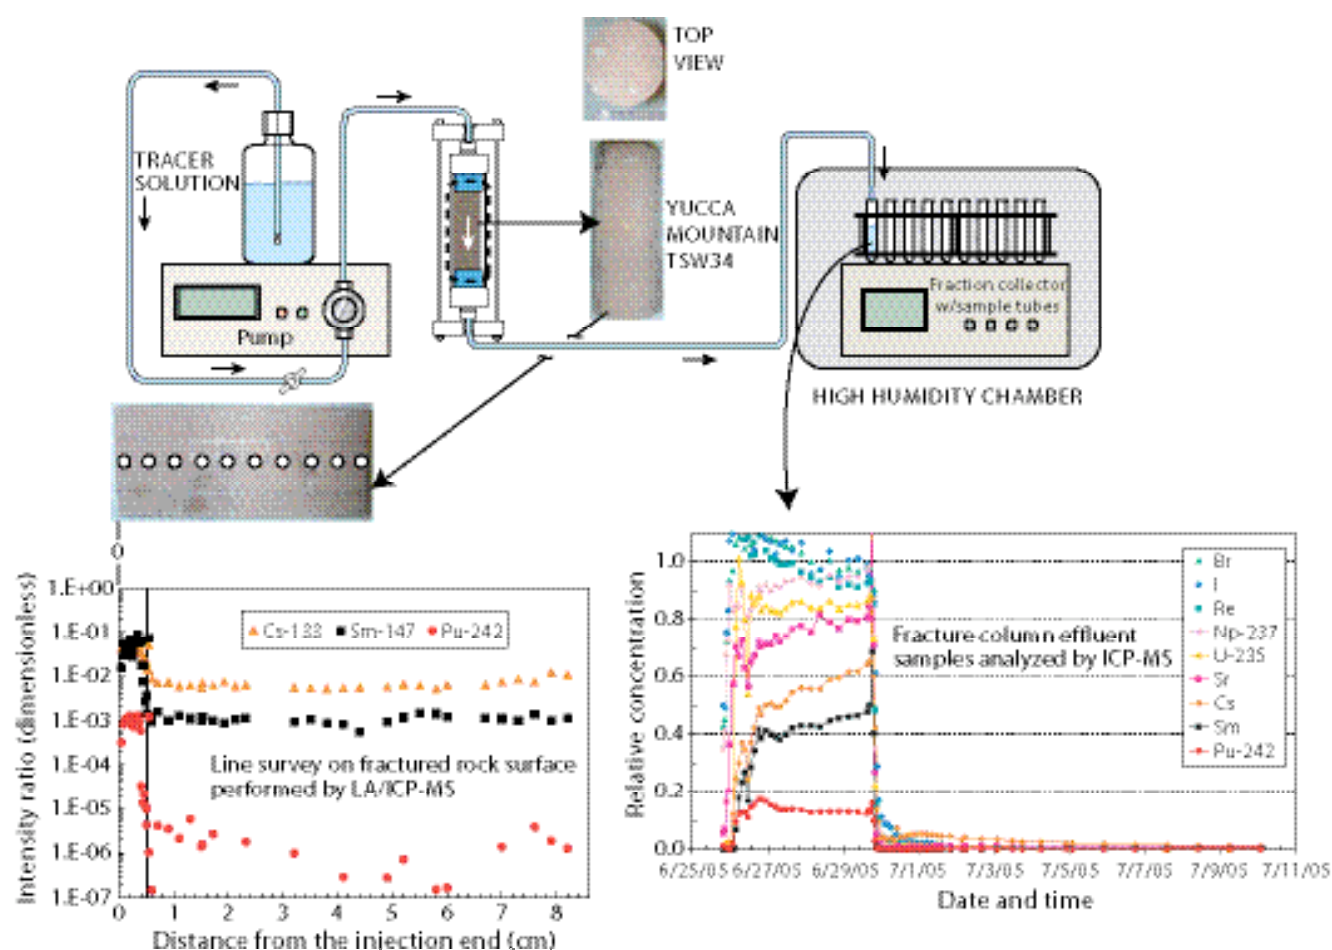 TOP
VIEW
TRACER
SOLUTION
YUCCA
MOUNTAIN
TSW34
Pump
Fraction collector
w/sample tubes
HIGH HUMIDITY CHAMBER
0
Intensity ratio (dimensionless)
1.E+00
1.E-01
1.E-02
1.E-03
1.E-04
1.E-05
1.E-06
1.E-07
Cs-133 Sm-147 Pu-242
Line survey on fractured rock surface
performed by LA/ICP-MS
0 1 2 3 4 5 6 7 8
Distance from the injection end (cm)
Relative concentration
1.0
0.8
0.6
0.4
0.2
0.0
Br
I
Re
Np-237
U-235
Sr
Cs
Sm
Pu-242
Fracture column effluent
samples analyzed by ICP-MS
6/25/05 6/27/05 6/29/05 7/1/05 7/3/05 7/5/05 7/7/05 7/9/05 7/11/05
Date and time